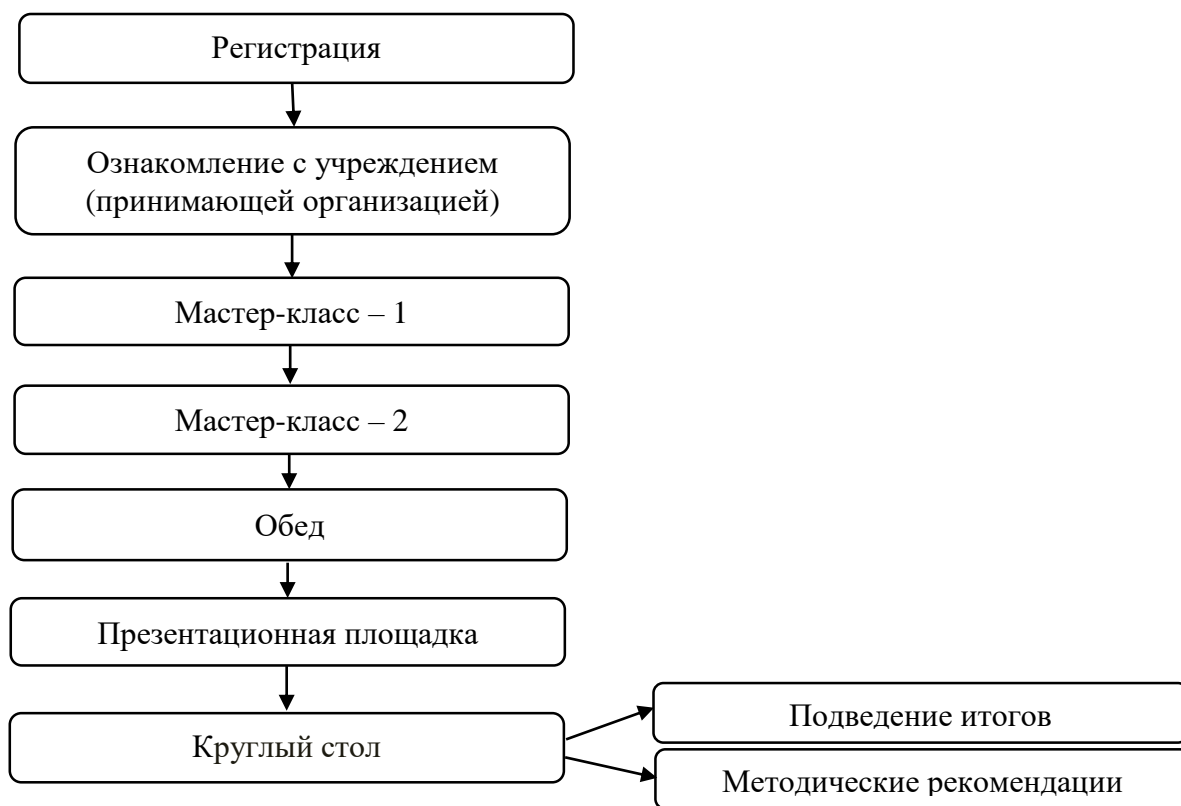 Регистрация
Ознакомление с учреждением
(принимающей организацией)
Мастер-класс – 1
Мастер-класс – 2
Обед
Презентационная площадка
Круглый стол
Подведение итогов
Методические рекомендации